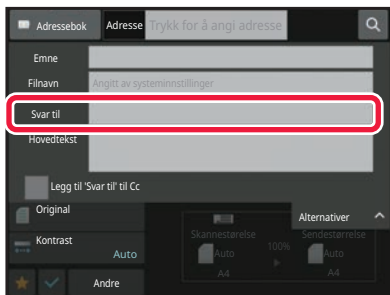 Adressebok Adresse Trykk for å angi adresse
Emne
Filnavn Angitt av systeminnstillinger
Svar til
Hovedtekst
Legg til 'Svar til' til Cc
Original
Alternativer
Kontrast
Auto
Skannestørelse
100%
Sendestørrelse
Auto
Auto
A4
A4
Andre